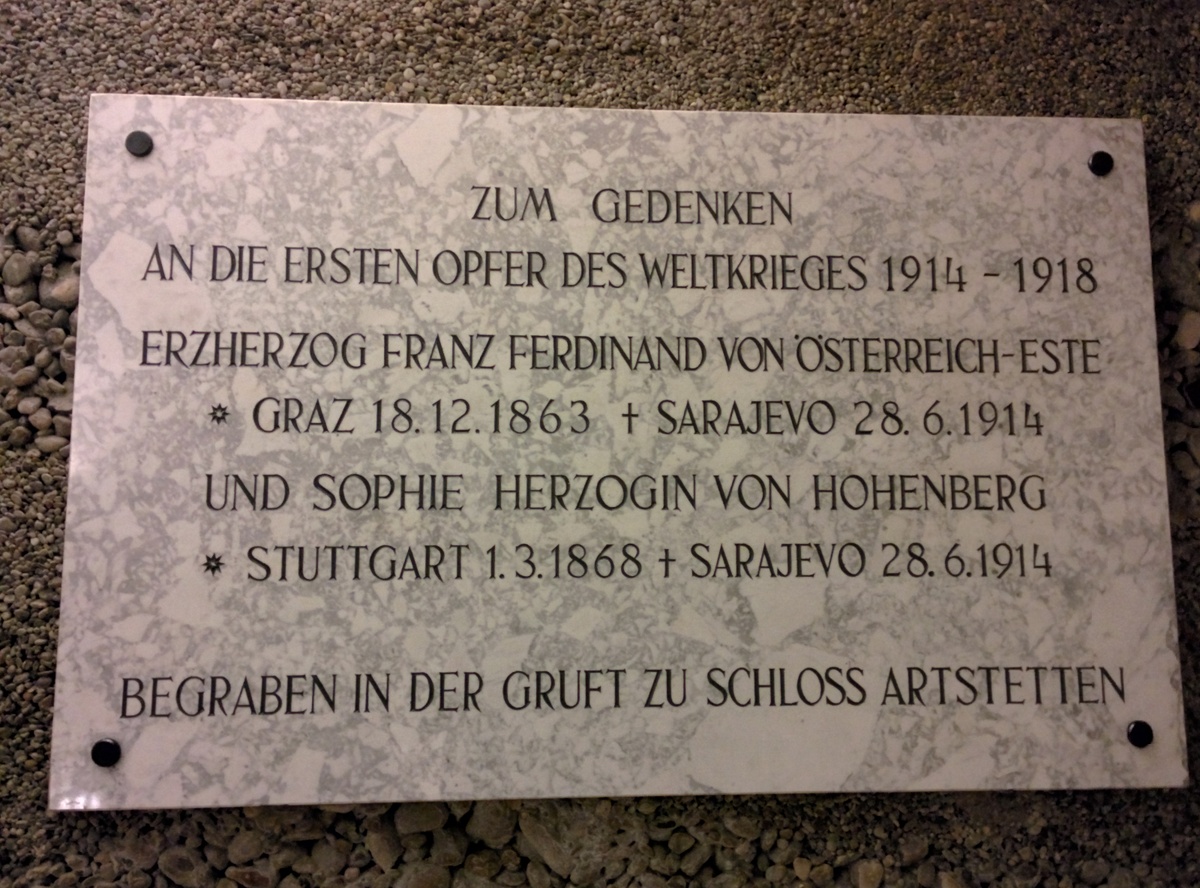 ZUM GEDENKEN
AN DIE ERSTEN OPFER DES WELTKRIEGES 1914 - 1918
ERZHERZOG FRANZ FERDINAND VON ÖSTERREICH-ESTE
* GRAZ 18.12.1863 † SARAJEVO 28.6.1914
UND SOPHIE HERZOGIN VON HOHENBERG
* STUTTGART 1.3.1868 † SARAJEVO 28.6.1914
BEGRABEN IN DER GRUFT ZU SCHLOSS ARTSTETTEN